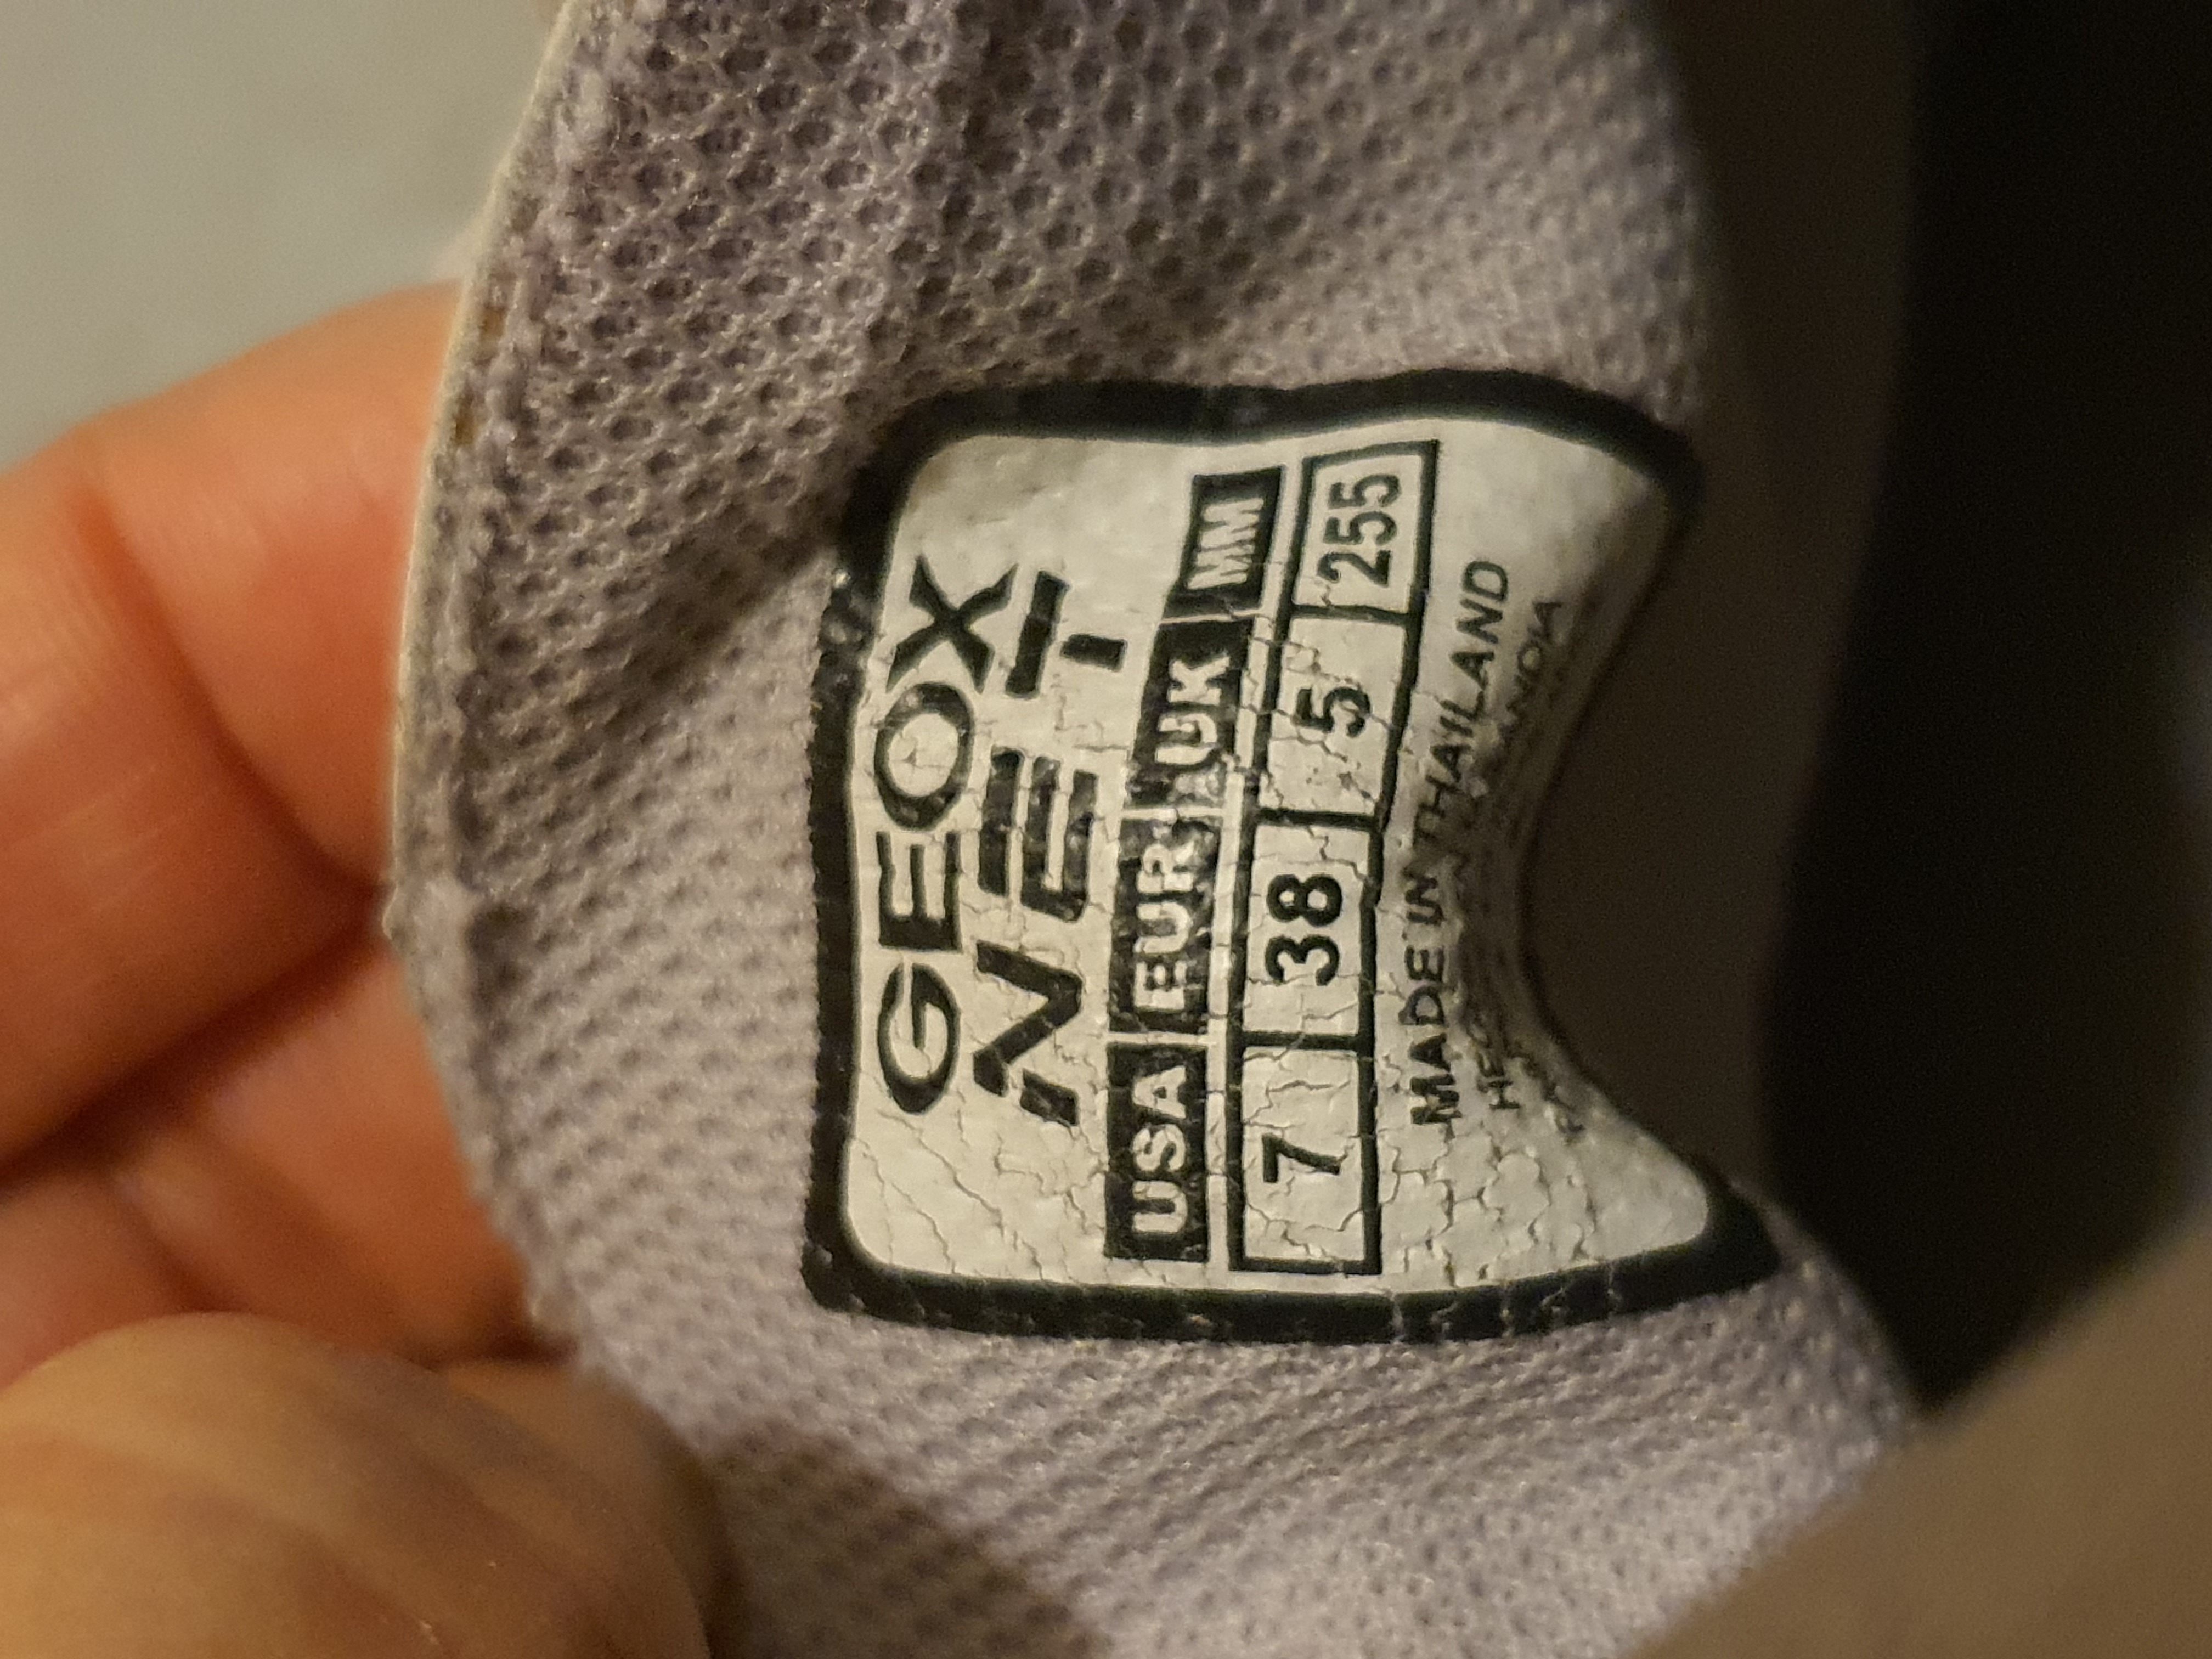 GEOX
NET
USA EUR UK MM
7 38 5 255
MADE IN THAILAND